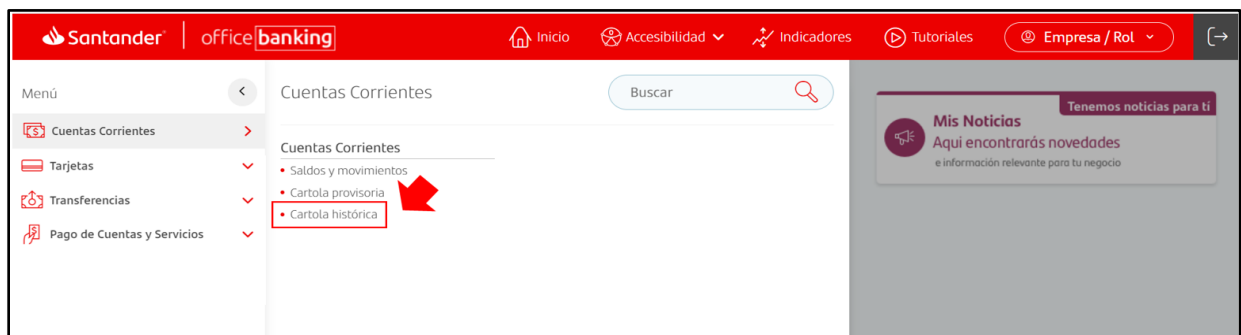 Santander office banking
Inicio
Accesibilidad
Indicadores
Tutoriales
Empresa / Rol
Menú
Cuentas Corrientes
Tarjetas
Transferencias
Pago de Cuentas y Servicios
Cuentas Corrientes
Buscar
Cuentas Corrientes
• Saldos y movimientos
• Cartola provisoria
• Cartola histórica
Tenemos noticias para tí
Mis Noticias
Aqui encontrarás novedades
e información relevante para tu negocio